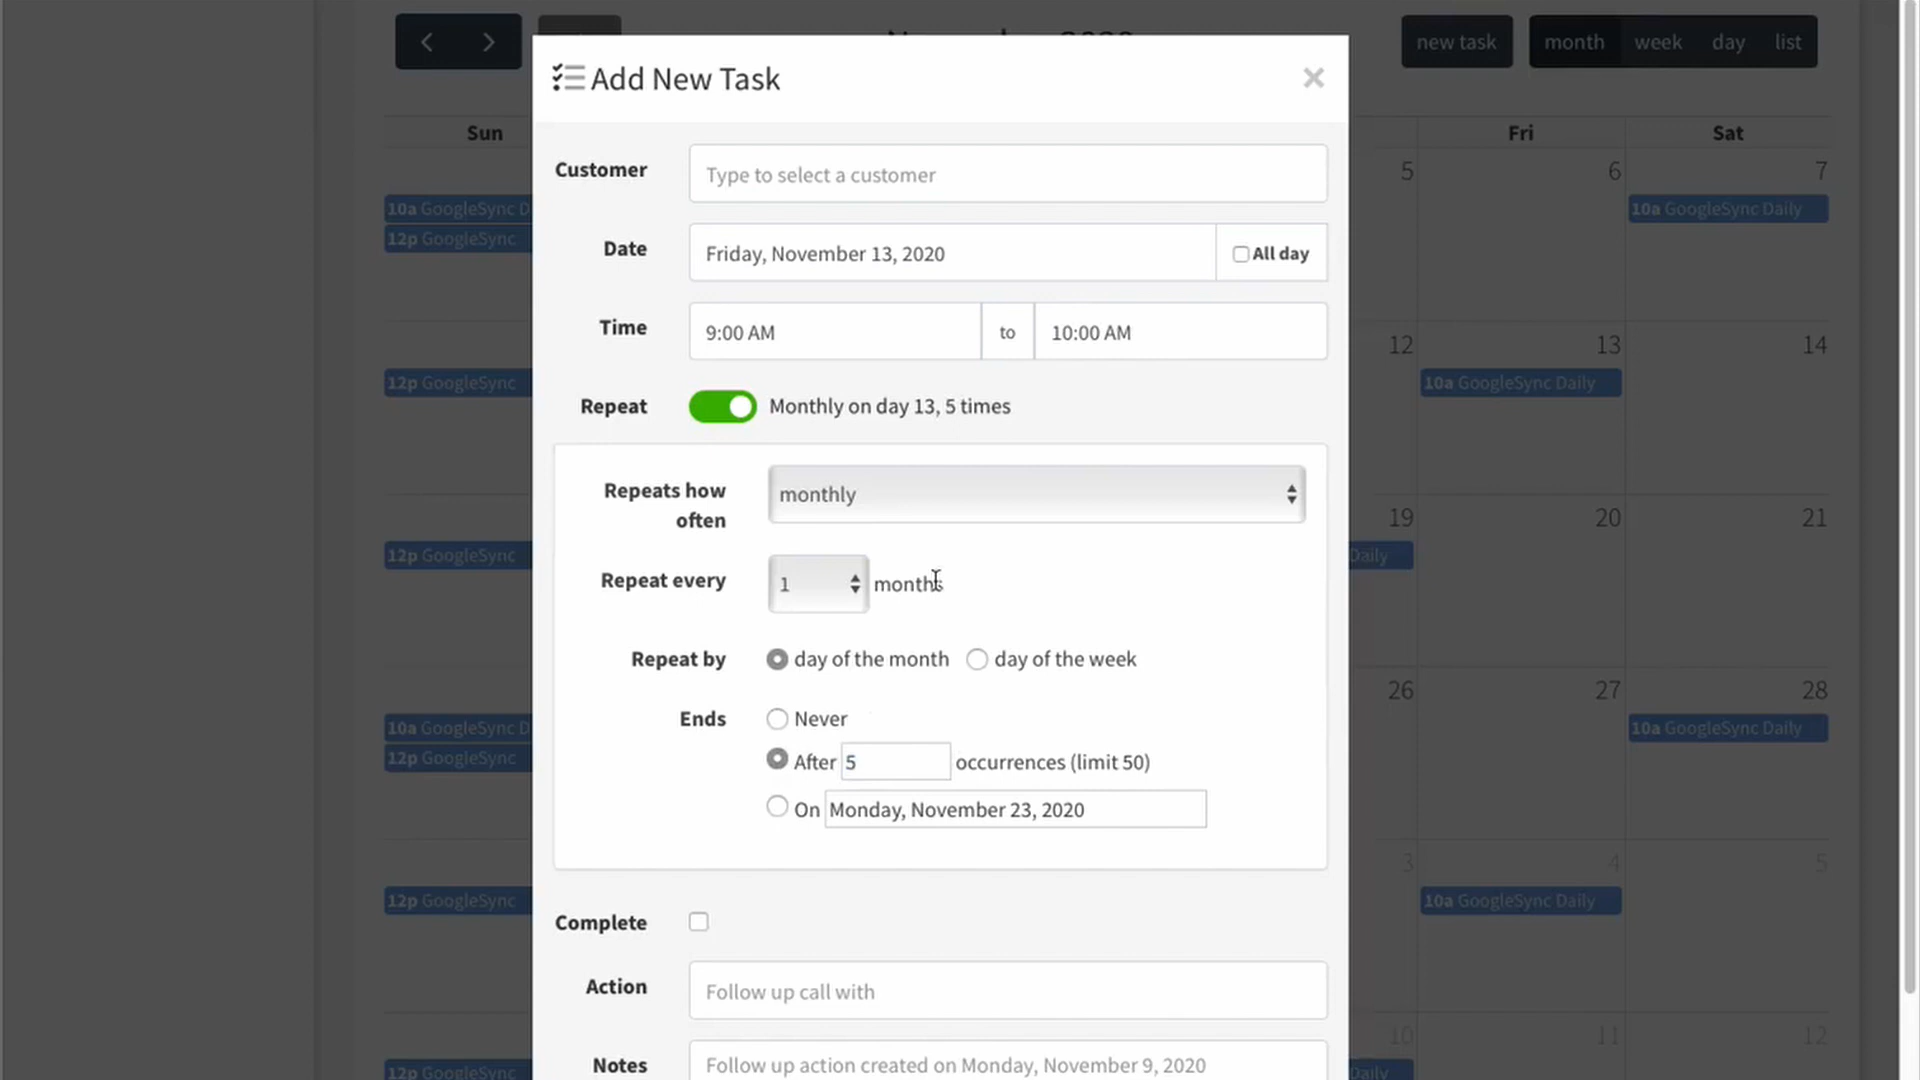 new task
month
week
day
list
Add New Task
×
Sun
Fri
Sat
Customer
Type to select a customer
Date
Friday, November 13, 2020
All day
Time
9:00 AM
to
10:00 AM
Repeat
Monthly on day 13, 5 times
Repeats how
often
monthly
Repeat every
1
months
Repeat by
day of the month
day of the week
Ends
Never
After
5
occurrences (limit 50)
On
Monday, November 23, 2020
Complete
Action
Follow up call with
Notes
Follow up action created on Monday, November 9, 2020
5
6
7
10a GoogleSync D
12p GoogleSync
10a GoogleSync Daily
12
13
14
12p GoogleSync
10a GoogleSync Daily
19
20
21
12p GoogleSync
Daily
26
27
28
10a GoogleSync D
12p GoogleSync
10a GoogleSync Daily
3
4
5
12p GoogleSync
10a GoogleSync Daily
10
11
12
12p GoogleSync
Daily